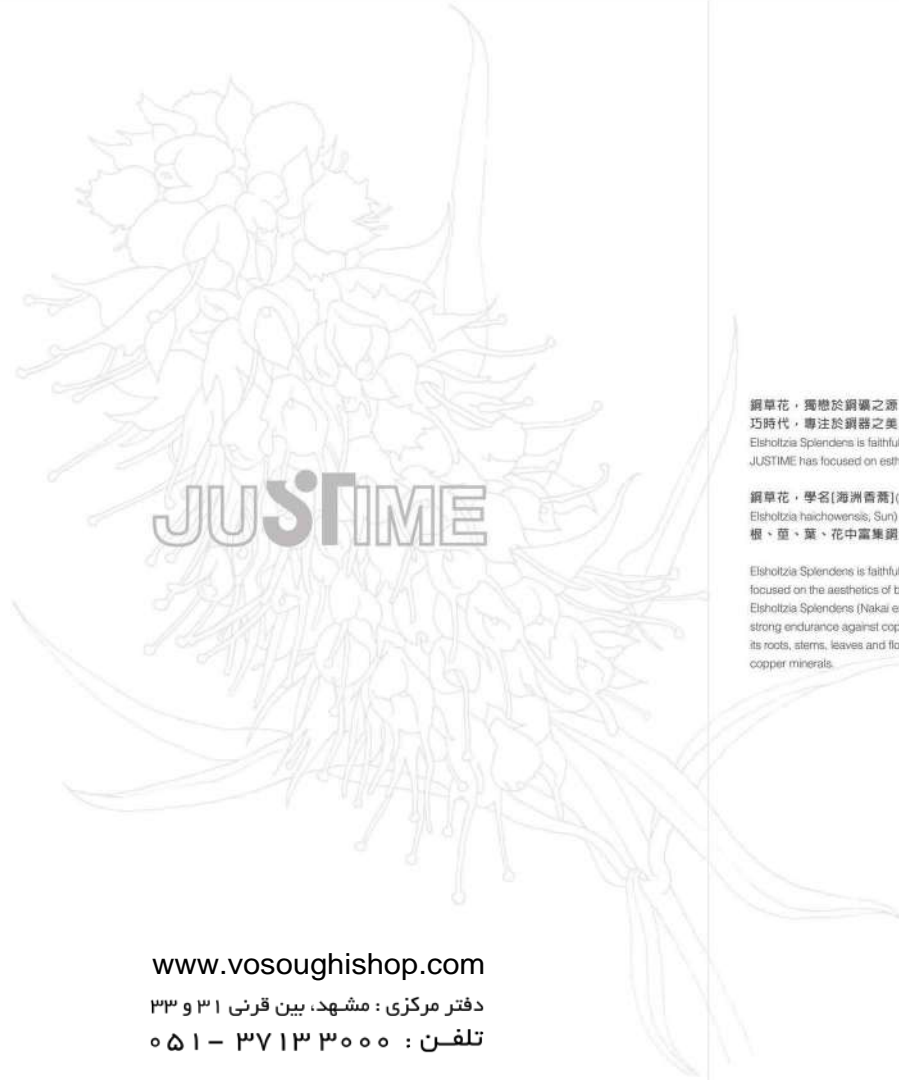 JUSTIME
www.vosoughishop.com
دفتر مرکزی : مشهد، بین قرنی ۳۱ و ۳۳
تلفن : ۳۷۱۳ ۳۰۰۰ – ۰۵۱
銅草花，獨戀於銅礦之源
巧時代，專注於銅器之美
Elsholtzia Splendens is faithful
JUSTIME has focused on esth
銅草花，學名[海洲香薷](
Elsholtzia haichowensis, Sun)
根、莖、葉、花中富集銅
Elsholtzia Splendens is faithful
focused on the aesthetics of b
Elsholtzia Splendens (Nakai e
strong endurance against cop
its roots, stems, leaves and flo
copper minerals.